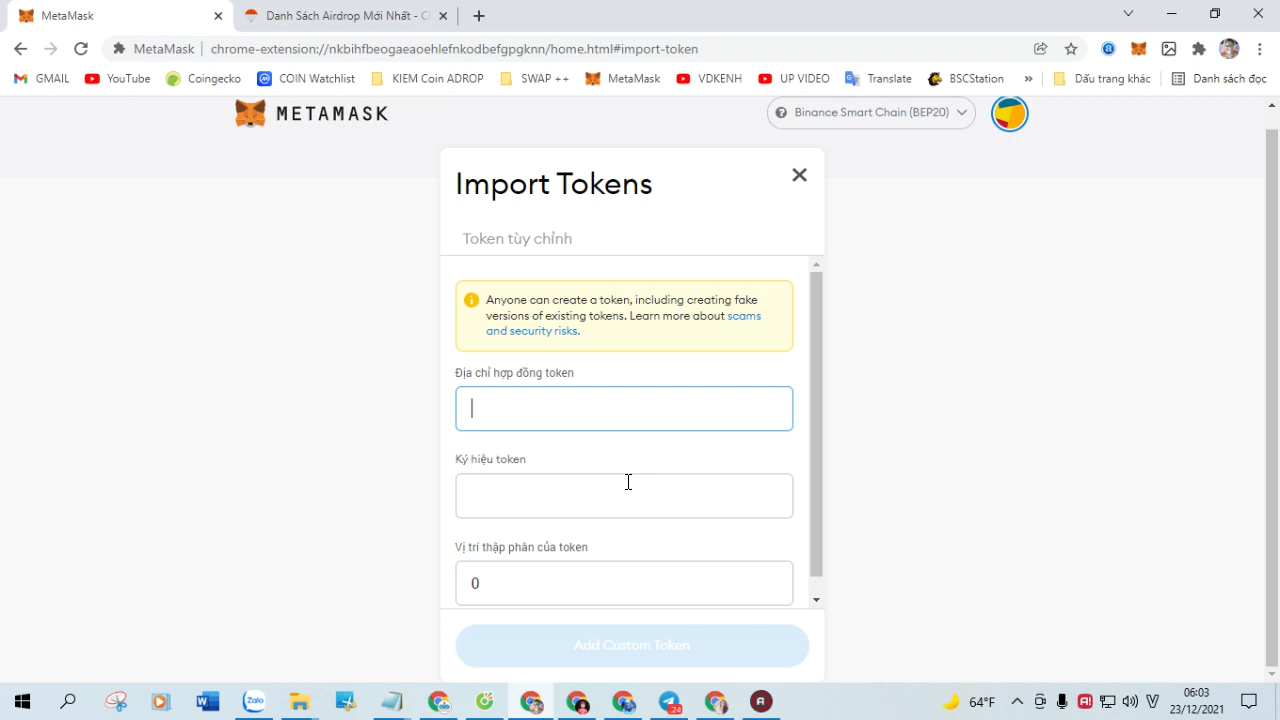 MetaMask
Danh Sách Airdrop Mới Nhất - C
MetaMask
chrome-extension://nkbihfbeogaeaoehlefnkodbefgpgknn/home.html#import-token
GMAIL
YouTube
Coingecko
COIN Watchlist
KIEM Coin ADROP
SWAP ++
MetaMask
VDKENH
UP VIDEO
Translate
BSCStation
»
Dấu trang khác
Danh sách đọc
METAMASK
Binance Smart Chain (BEP20)
Import Tokens
Token tùy chỉnh
Anyone can create a token, including creating fake
versions of existing tokens. Learn more about scams
and security risks.
Địa chỉ hợp đồng token
Ký hiệu token
Vị trí thập phân của token
0
Add Custom Token
Zalo
24
64°F
06:03
23/12/2021